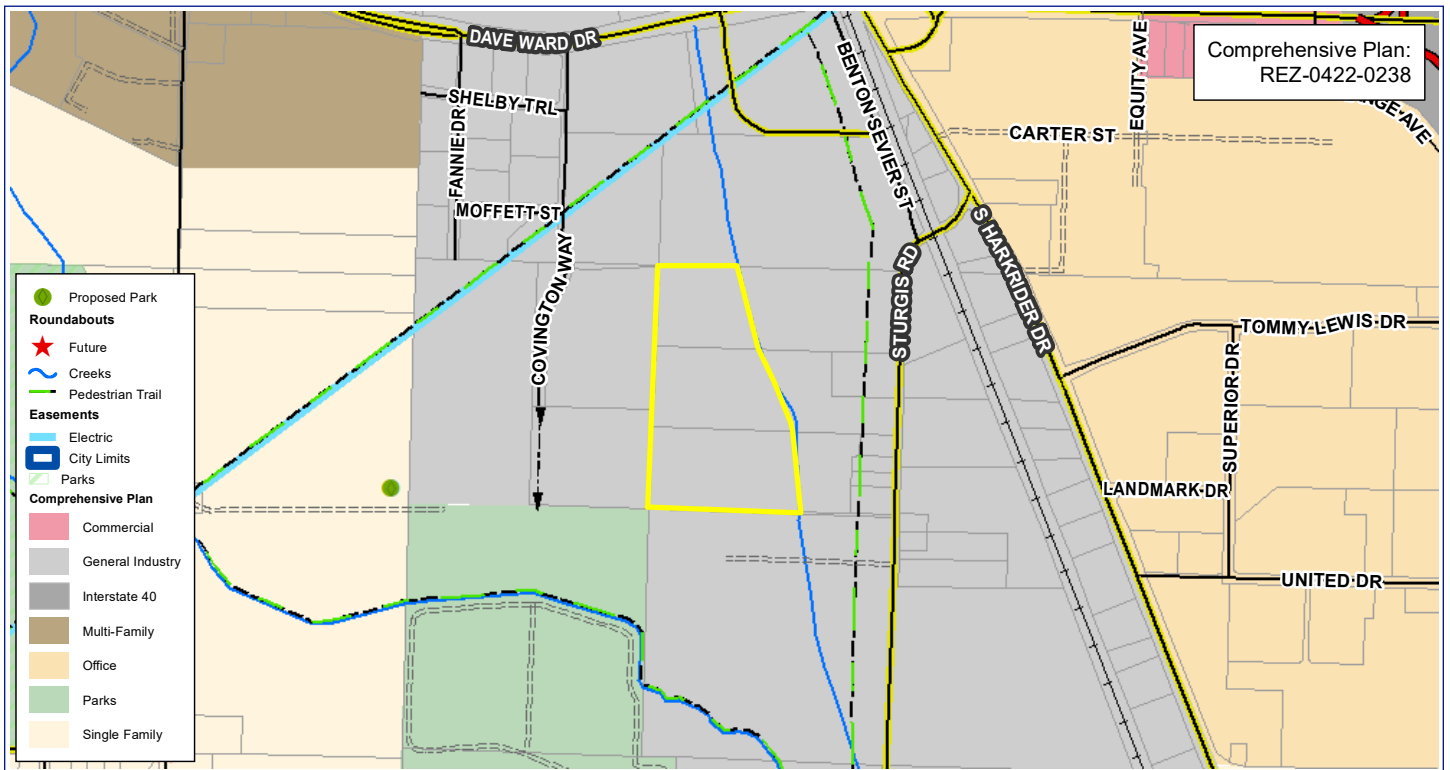 DAVE WARD DR
Comprehensive Plan:
REZ-0422-0238
EQUITY AVE
SHELBY TRL
FANNIE DR
BENTON SEVIER ST
CARTER ST
MOFFETT ST
COVINGTON WAY
S HARKRIDER DR
STURGIS RD
TOMMY LEWIS DR
SUPERIOR DR
LANDMARK DR
UNITED DR
Proposed Park
Roundabouts
Future
Creeks
Pedestrian Trail
Easements
Electric
City Limits
Parks
Comprehensive Plan
Commercial
General Industry
Interstate 40
Multi-Family
Office
Parks
Single Family